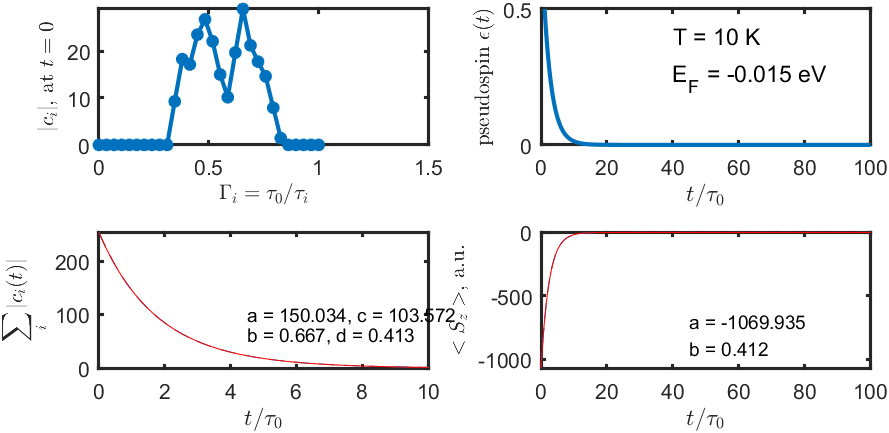 |c_i|, at t = 0
20
10
0
0
0.5
1
1.5
Γ_i = τ_0/τ_i
pseudospin ϵ(t)
0.5
0
T = 10 K
E_F = -0.015 eV
0
20
40
60
80
100
t/τ_0
∑_i |c_i(t)|
200
100
0
a = 150.034, c = 103.572
b = 0.667, d = 0.413
0
2
4
6
8
10
t/τ_0
< S_z >, a.u.
0
-500
-1000
a = -1069.935
b = 0.412
0
20
40
60
80
100
t/τ_0